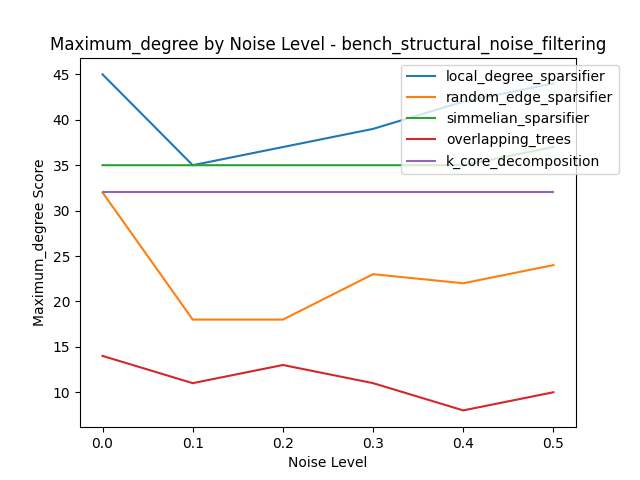 Maximum_degree by Noise Level - bench_structural_noise_filtering
local_degree_sparsifier
random_edge_sparsifier
simmelian_sparsifier
overlapping_trees
k_core_decomposition
Maximum_degree Score
45
40
35
30
25
20
15
10
0.0 0.1 0.2 0.3 0.4 0.5
Noise Level